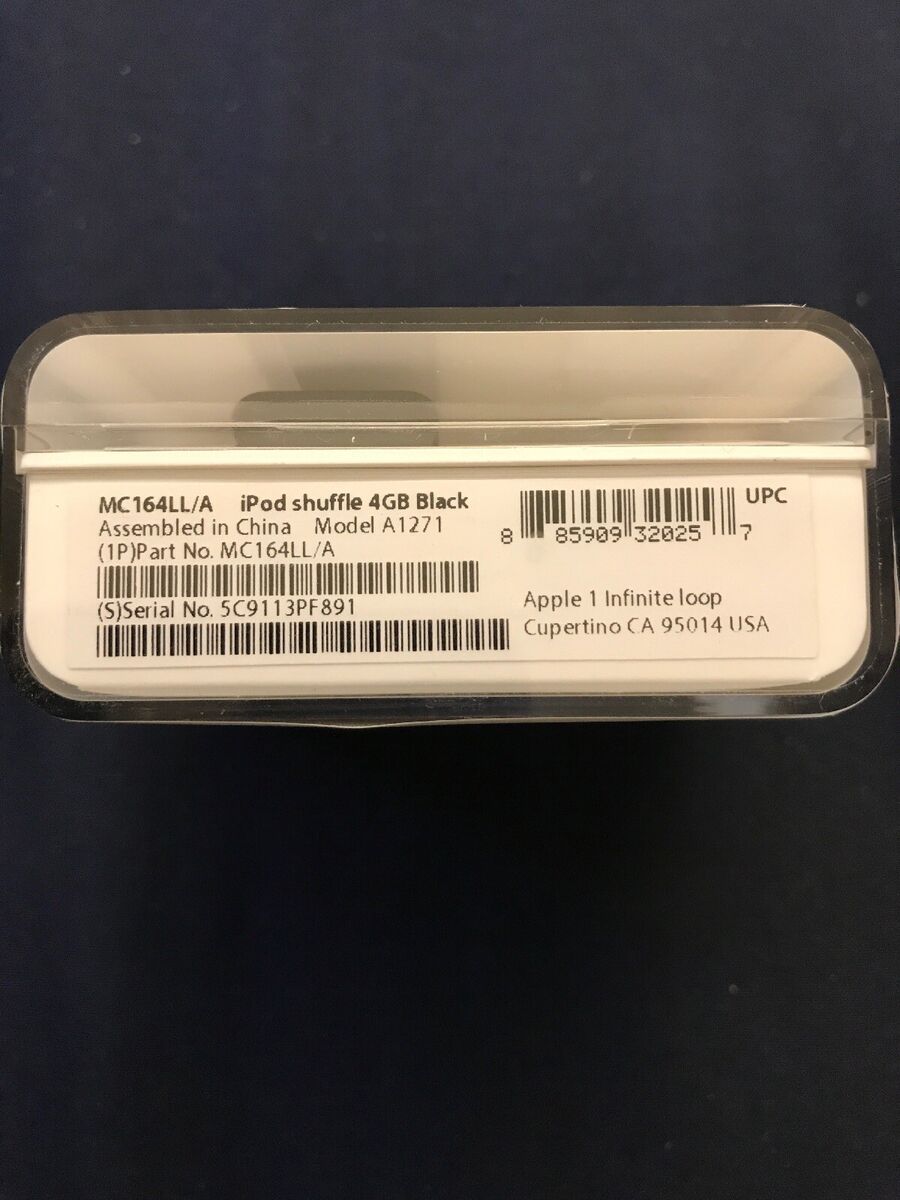 MC164LL/A iPod shuffle 4GB Black
Assembled in China Model A1271
(1P)Part No. MC164LL/A
(S)Serial No. 5C9113PF891
UPC
8 85909 32025 7
Apple 1 Infinite loop
Cupertino CA 95014 USA